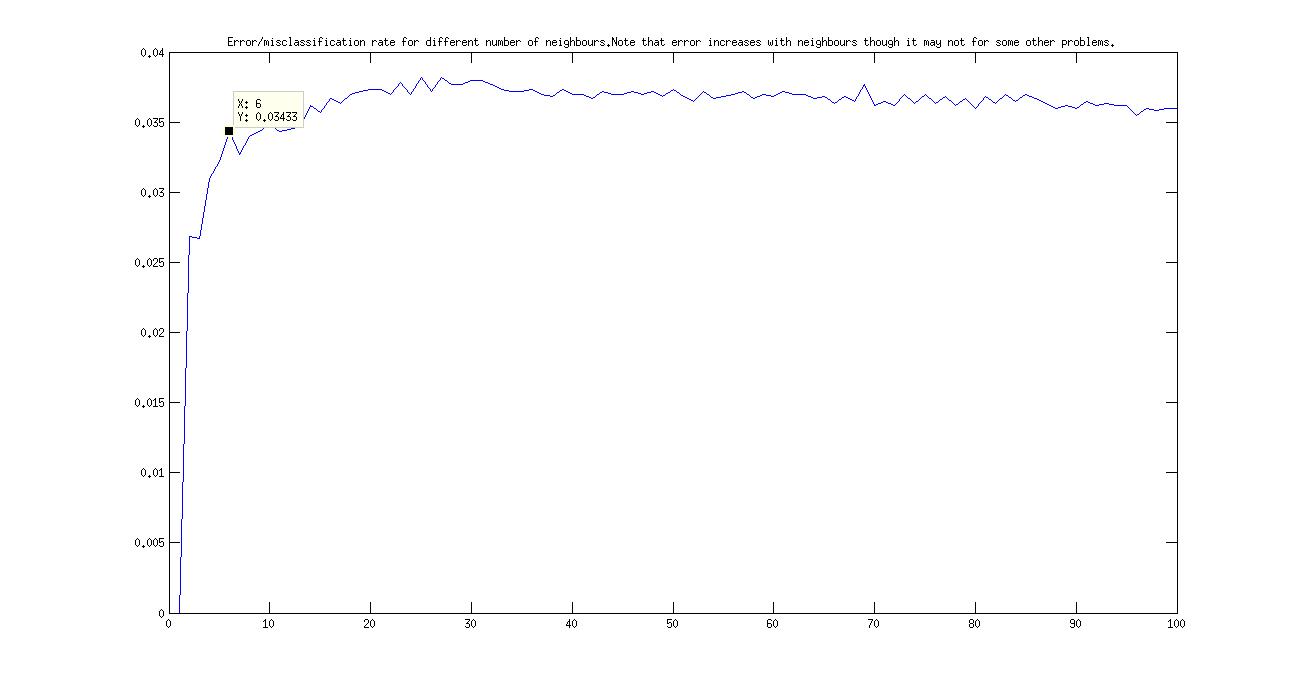 Error/misclassification rate for different number of neighbours.Note that error increases with neighbours though it may not for some other problems.
0.04
X: 6
Y: 0.03433
0.035
0.03
0.025
0.02
0.015
0.01
0.005
0
0 10 20 30 40 50 60 70 80 90 100